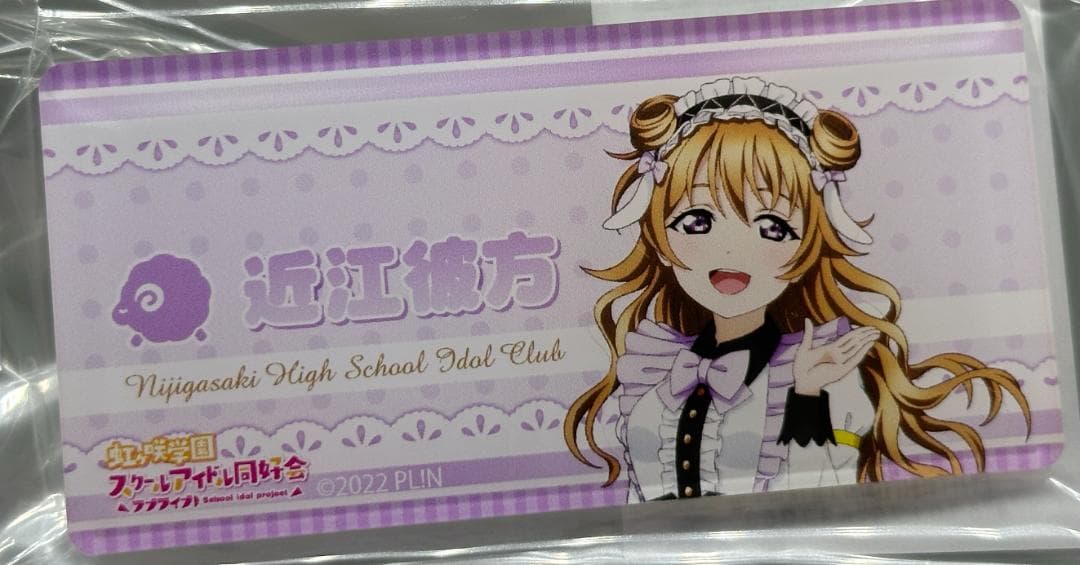 近江彼方
Nijigasaki High School Idol Club
虹ヶ咲学園
スクールアイドル同好会
ラブライブ!
School idol project
©2022 PL!N